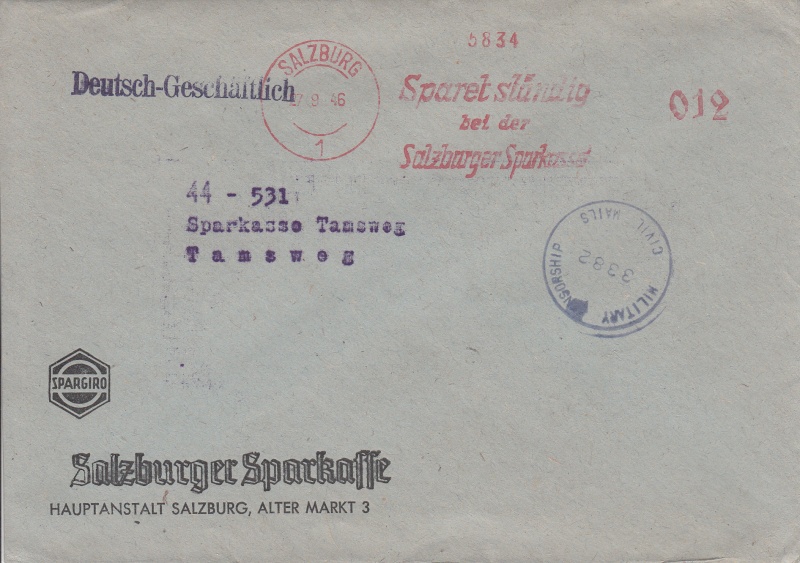 5834
Deutsch-Geschäftlich
SALZBURG
7.9.46
1
Sparet ständig
bei der
Salzburger Sparkasse
012
44 - 531
Sparkasse Tamsweg
Tamsweg
MILITARY CENSORSHIP
CIVIL MAILS
3382
SPARGIRO
Salzburger Sparkasse
HAUPTANSTALT SALZBURG, ALTER MARKT 3